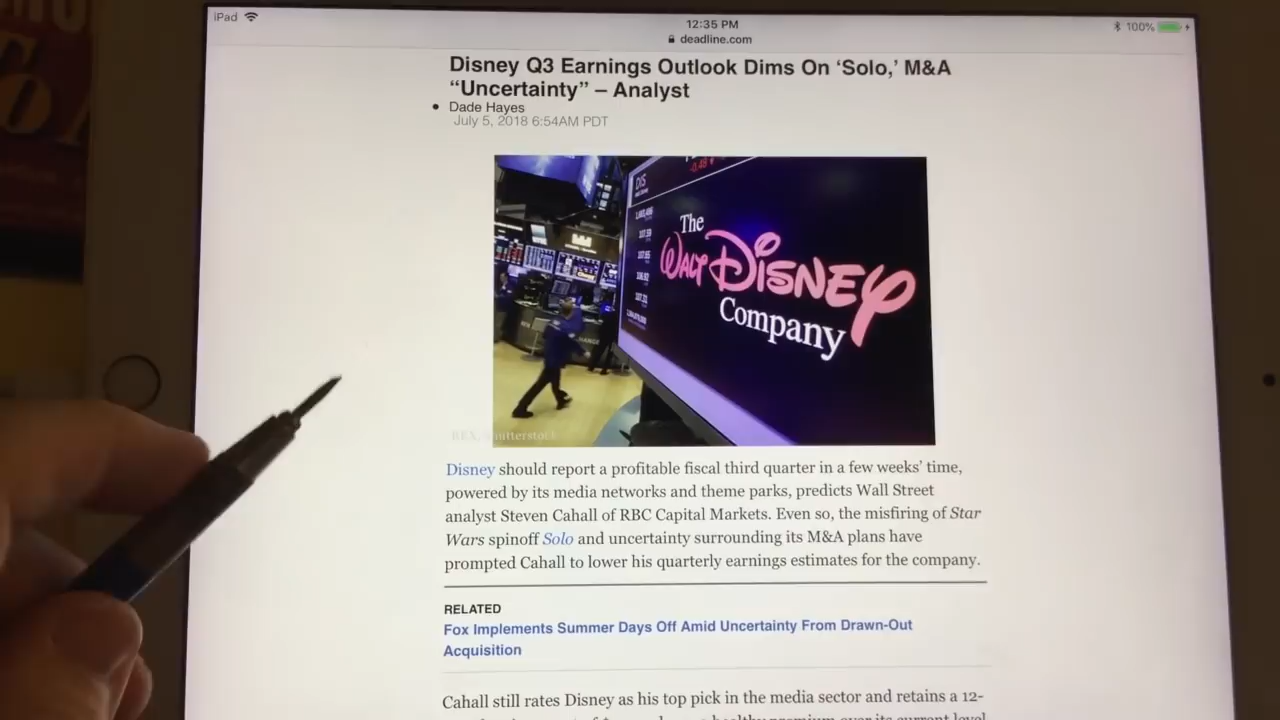 iPad
12:35 PM
100%
deadline.com
Disney Q3 Earnings Outlook Dims On ‘Solo,’ M&A
“Uncertainty” – Analyst
Dade Hayes
July 5, 2018 6:54AM PDT
DIS
The
WALT DISNEY
Company
Disney should report a profitable fiscal third quarter in a few weeks’ time,
powered by its media networks and theme parks, predicts Wall Street
analyst Steven Cahall of RBC Capital Markets. Even so, the misfiring of Star
Wars spinoff Solo and uncertainty surrounding its M&A plans have
prompted Cahall to lower his quarterly earnings estimates for the company.
RELATED
Fox Implements Summer Days Off Amid Uncertainty From Drawn-Out
Acquisition
Cahall still rates Disney as his top pick in the media sector and retains a 12-